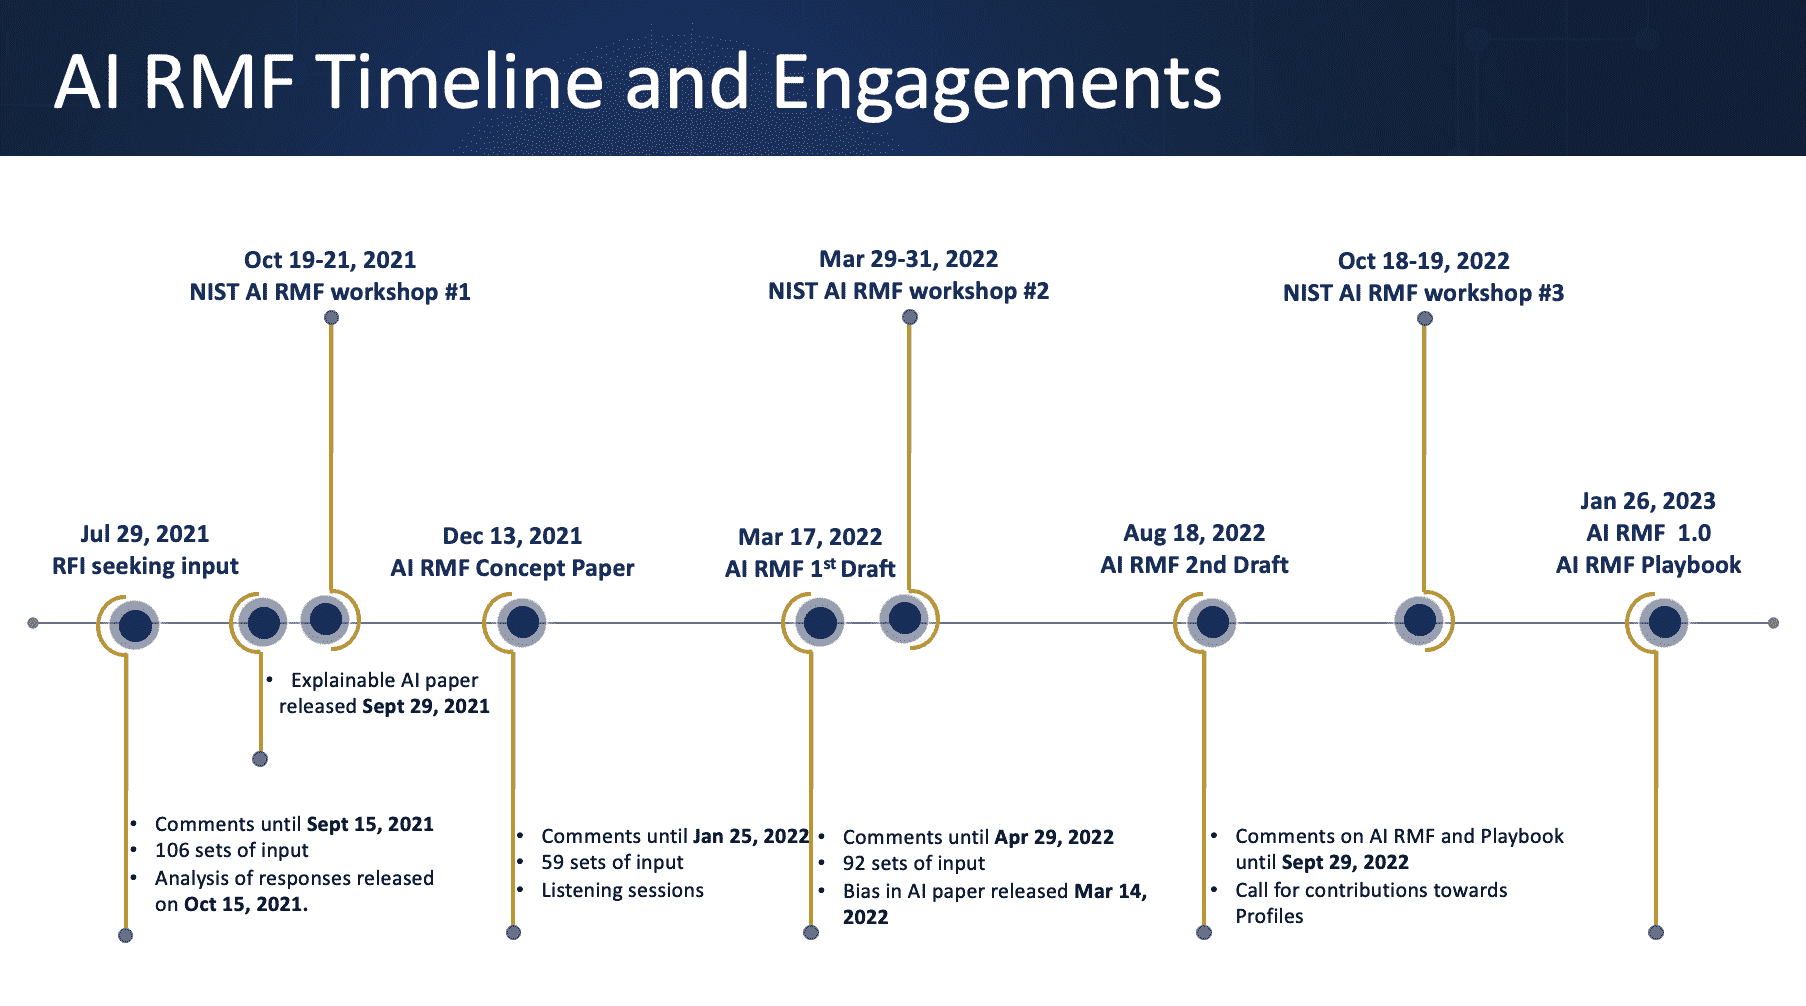 AI RMF Timeline and Engagements
Oct 19-21, 2021
NIST AI RMF workshop #1
Mar 29-31, 2022
NIST AI RMF workshop #2
Oct 18-19, 2022
NIST AI RMF workshop #3
Jul 29, 2021
RFI seeking input
Dec 13, 2021
AI RMF Concept Paper
Mar 17, 2022
AI RMF 1st Draft
Aug 18, 2022
AI RMF 2nd Draft
Jan 26, 2023
AI RMF 1.0
AI RMF Playbook
• Explainable AI paper
released Sept 29, 2021
• Comments until Sept 15, 2021
• 106 sets of input
• Analysis of responses released
on Oct 15, 2021.
• Comments until Jan 25, 2022
• 59 sets of input
• Listening sessions
• Comments until Apr 29, 2022
• 92 sets of input
• Bias in AI paper released Mar 14,
2022
• Comments on AI RMF and Playbook
until Sept 29, 2022
• Call for contributions towards
Profiles